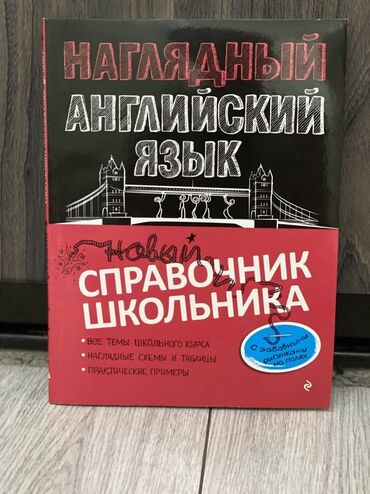 НАГЛЯДНЫЙ
АНГЛИЙСКИЙ
ЯЗЫК
Новый
СПРАВОЧНИК
ШКОЛЬНИКА
• ВСЕ ТЕМЫ ШКОЛЬНОГО КУРСА
• НАГЛЯДНЫЕ СХЕМЫ И ТАБЛИЦЫ
• ПРАКТИЧЕСКИЕ ПРИМЕРЫ
С забавными
рисунками
на полях